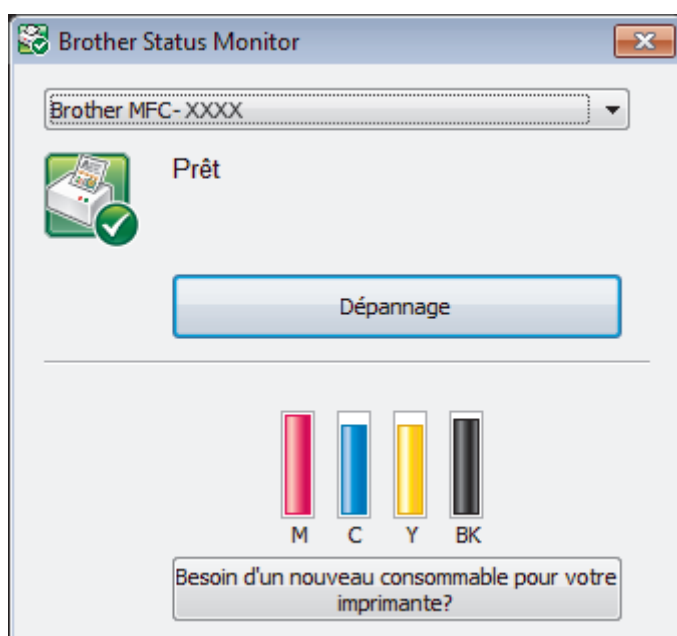 Brother Status Monitor
Brother MFC- XXXX
Prêt
Dépannage
M C Y BK
Besoin d'un nouveau consommable pour votre
imprimante?